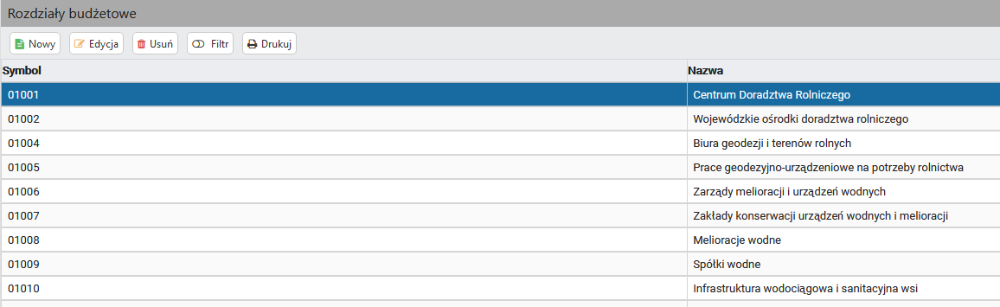 Rozdziały budżetowe
Nowy Edycja Usuń Filtr Drukuj
Symbol Nazwa
01001 Centrum Doradztwa Rolniczego
01002 Wojewódzkie ośrodki doradztwa rolniczego
01004 Biura geodezji i terenów rolnych
01005 Prace geodezyjno-urządzeniowe na potrzeby rolnictwa
01006 Zarządy melioracji i urządzeń wodnych
01007 Zakłady konserwacji urządzeń wodnych i melioracji
01008 Melioracje wodne
01009 Spółki wodne
01010 Infrastruktura wodociągowa i sanitacyjna wsi